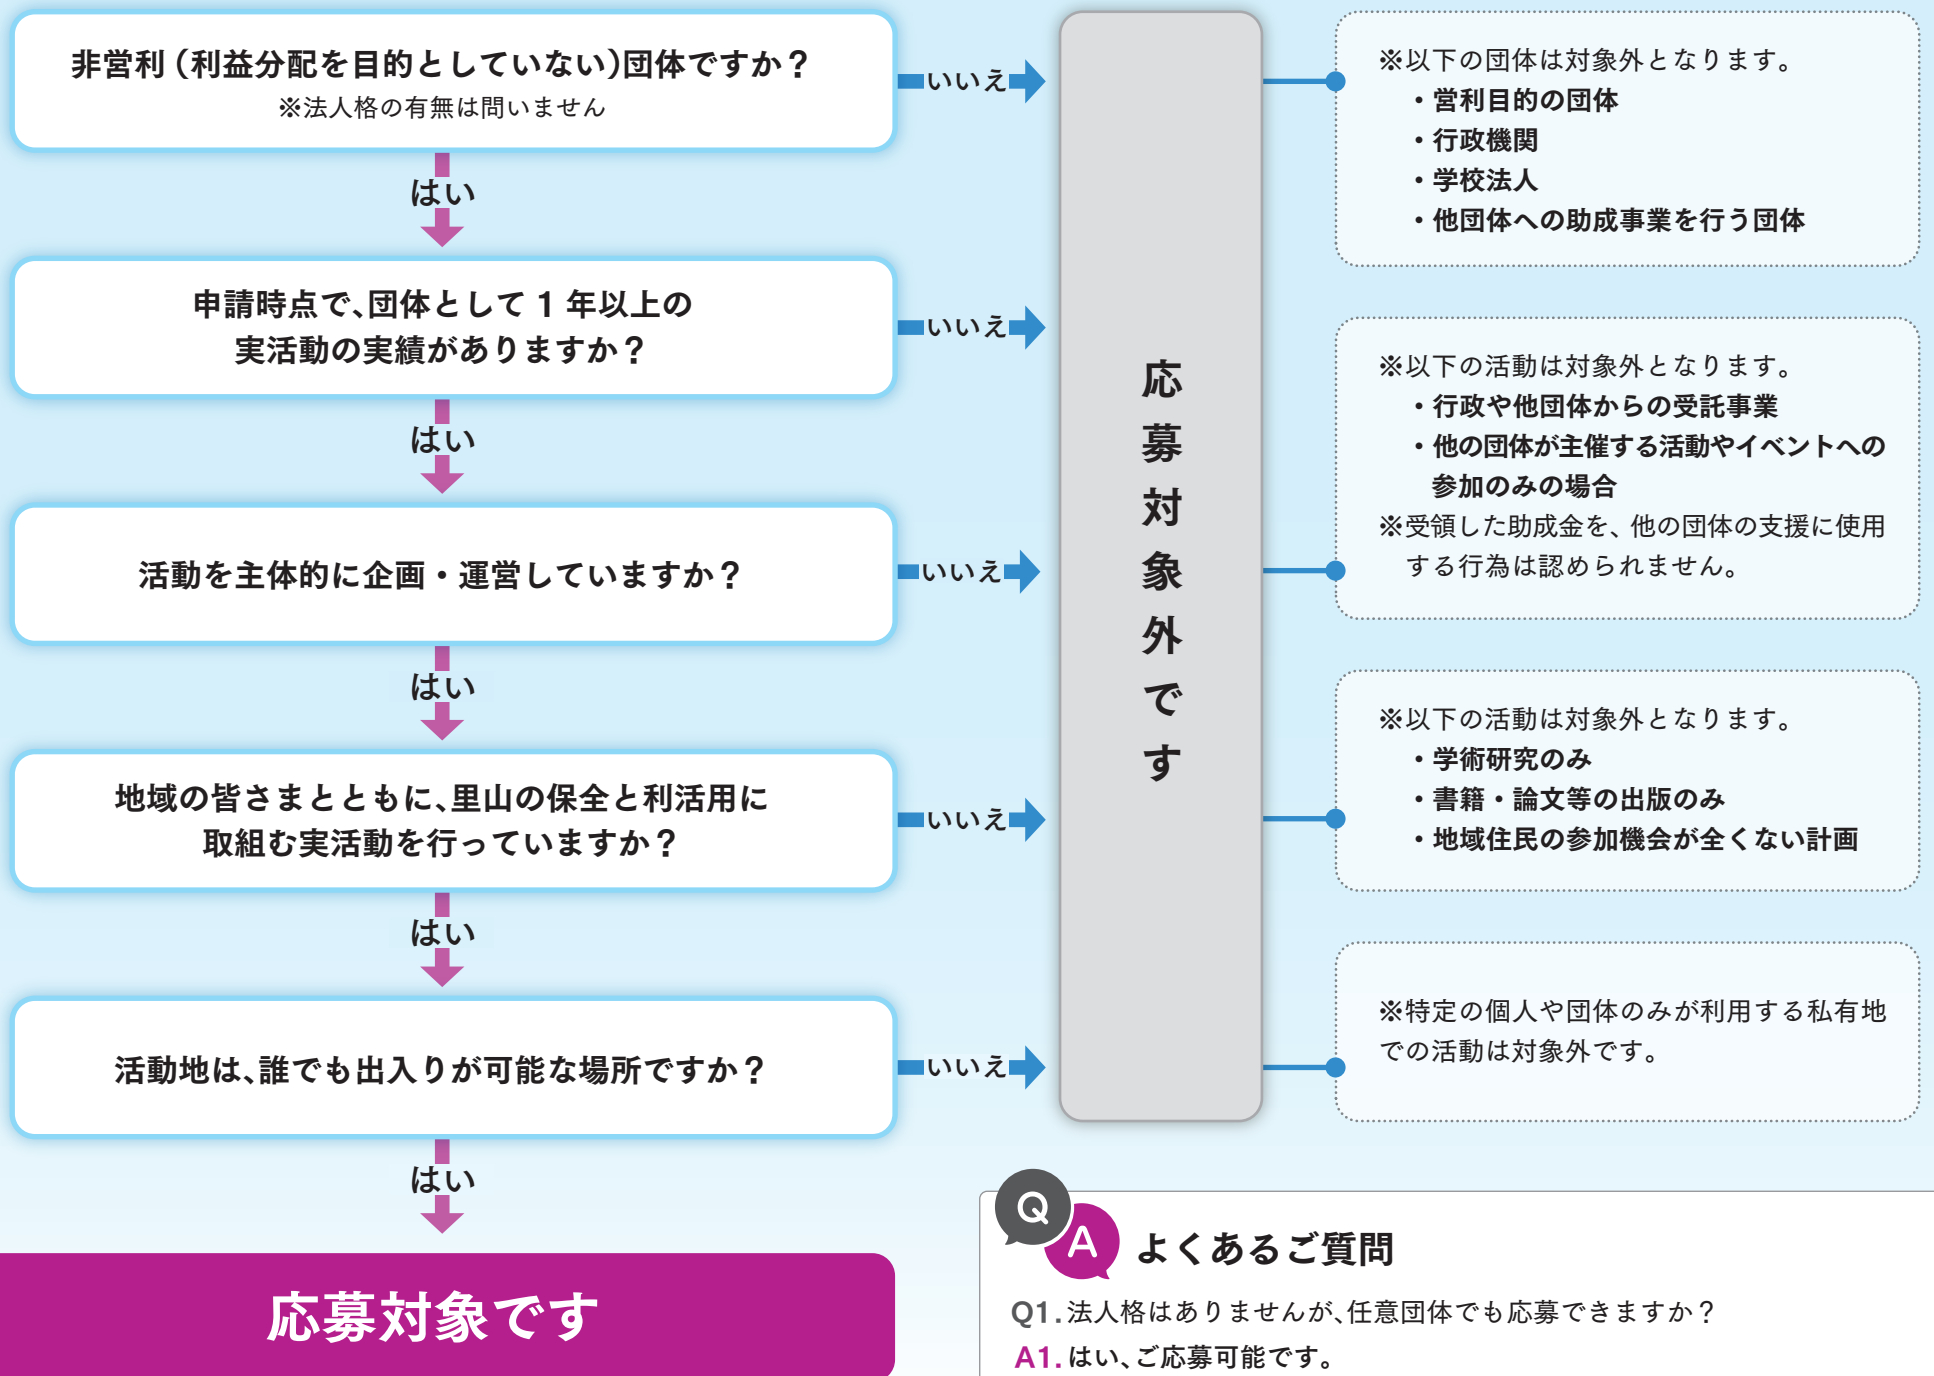 非営利（利益分配を目的としていない）団体ですか？
※法人格の有無は問いません
いいえ
はい
申請時点で、団体として 1 年以上の
実活動の実績がありますか？
いいえ
はい
活動を主体的に企画・運営していますか？
いいえ
はい
地域の皆さまとともに、里山の保全と利活用に
取組む実活動を行っていますか？
いいえ
はい
活動地は、誰でも出入りが可能な場所ですか？
いいえ
はい
応募対象です
応募対象外です
※以下の団体は対象外となります。
・営利目的の団体
・行政機関
・学校法人
・他団体への助成事業を行う団体
※以下の活動は対象外となります。
・行政や他団体からの受託事業
・他の団体が主催する活動やイベントへの
参加のみの場合
※受領した助成金を、他の団体の支援に使用
する行為は認められません。
※以下の活動は対象外となります。
・学術研究のみ
・書籍・論文等の出版のみ
・地域住民の参加機会が全くない計画
※特定の個人や団体のみが利用する私有地
での活動は対象外です。
Q A よくあるご質問
Q1. 法人格はありませんが、任意団体でも応募できますか？
A1. はい、ご応募可能です。